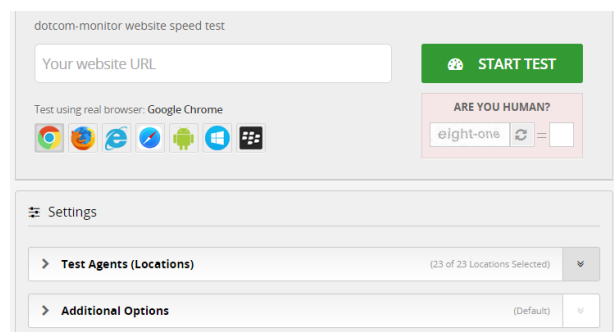 dotcom-monitor website speed test
Your website URL
START TEST
Test using real browser: Google Chrome
ARE YOU HUMAN?
eight-one =
Settings
Test Agents (Locations) (23 of 23 Locations Selected)
Additional Options (Default)